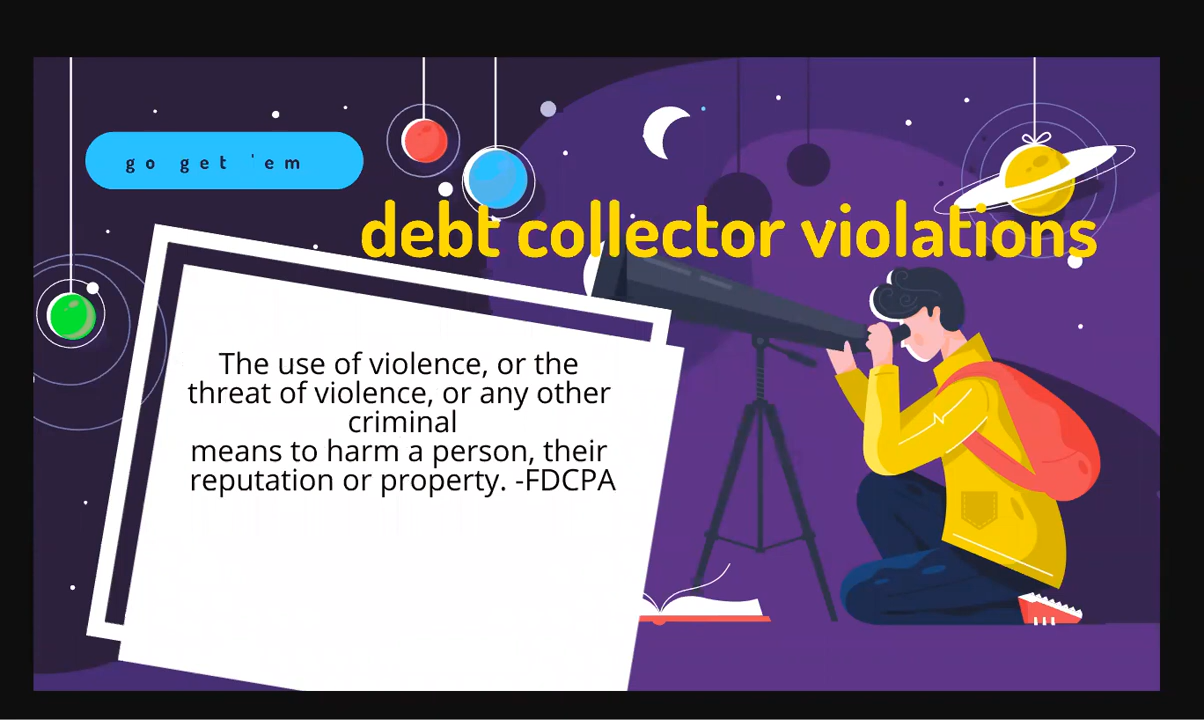 go get 'em
debt collector violations
The use of violence, or the
threat of violence, or any other
criminal
means to harm a person, their
reputation or property. -FDCPA